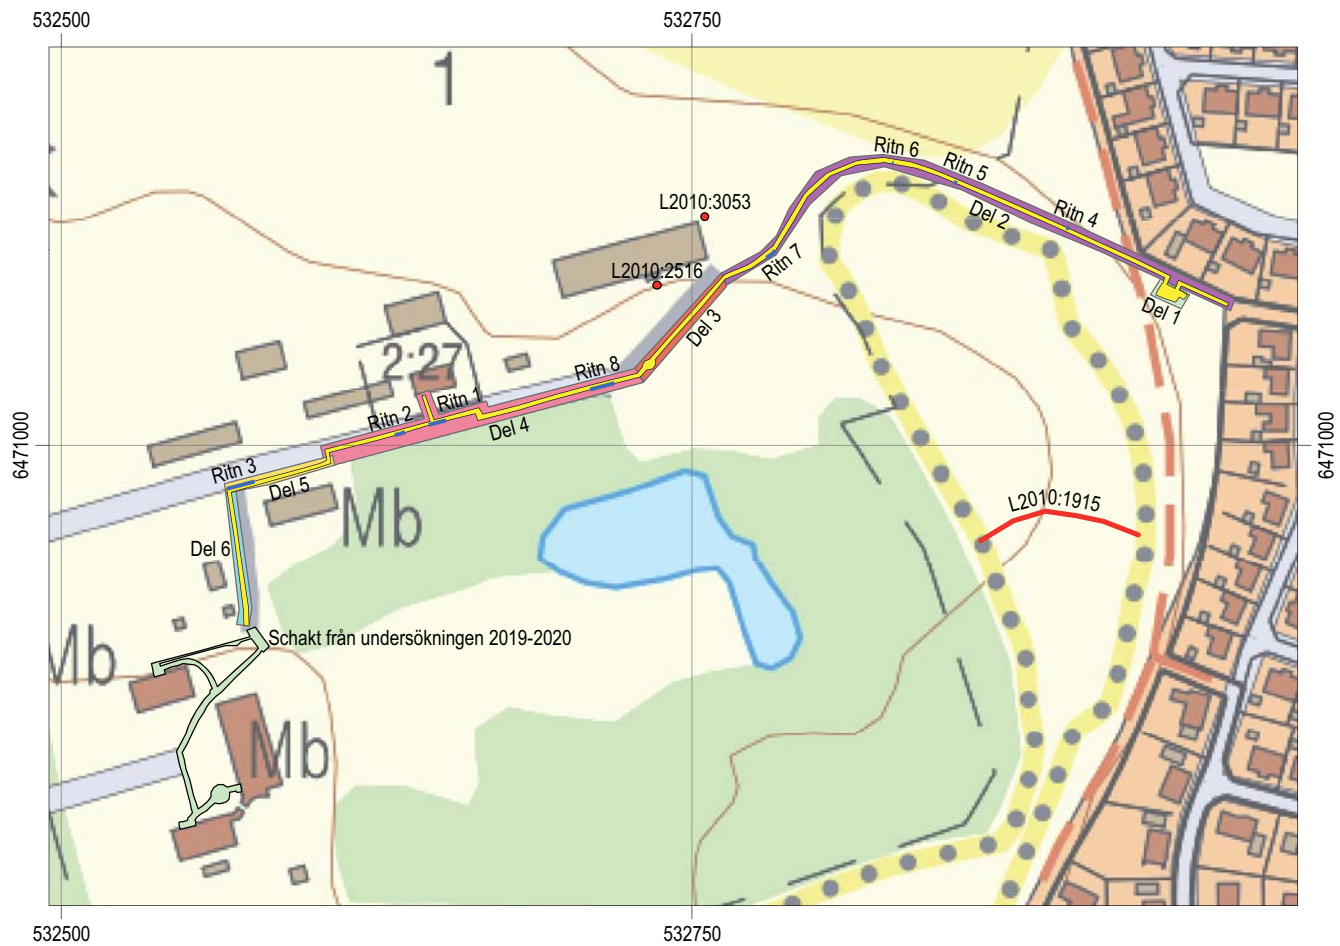 532500
532750
1
Ritn 6
Ritn 5
L2010:3053
Ritn 4
Del 2
L2010:2516
Ritn 7
Del 1
Del 3
2:27
Ritn 8
Ritn 1
Ritn 2
Del 4
6471000
6471000
Ritn 3
Del 5
L2010:1915
Mb
Del 6
Schakt från undersökningen 2019-2020
Mb
Mb
532500
532750